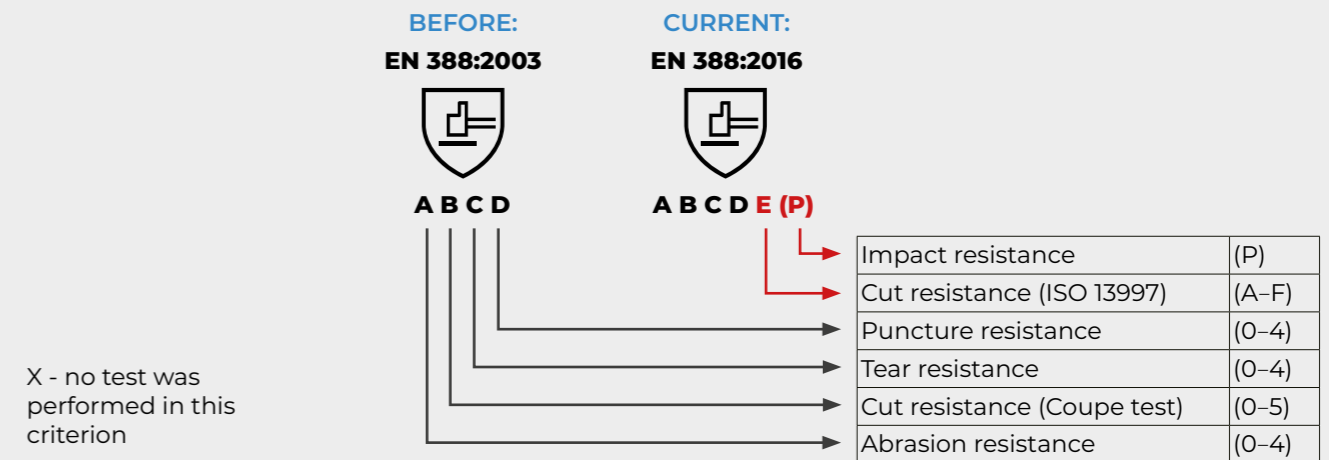 BEFORE:
EN 388:2003
A B C D
CURRENT:
EN 388:2016
A B C D E (P)
Impact resistance (P)
Cut resistance (ISO 13997) (A–F)
Puncture resistance (0–4)
Tear resistance (0–4)
Cut resistance (Coupe test) (0–5)
Abrasion resistance (0–4)
X - no test was
performed in this
criterion